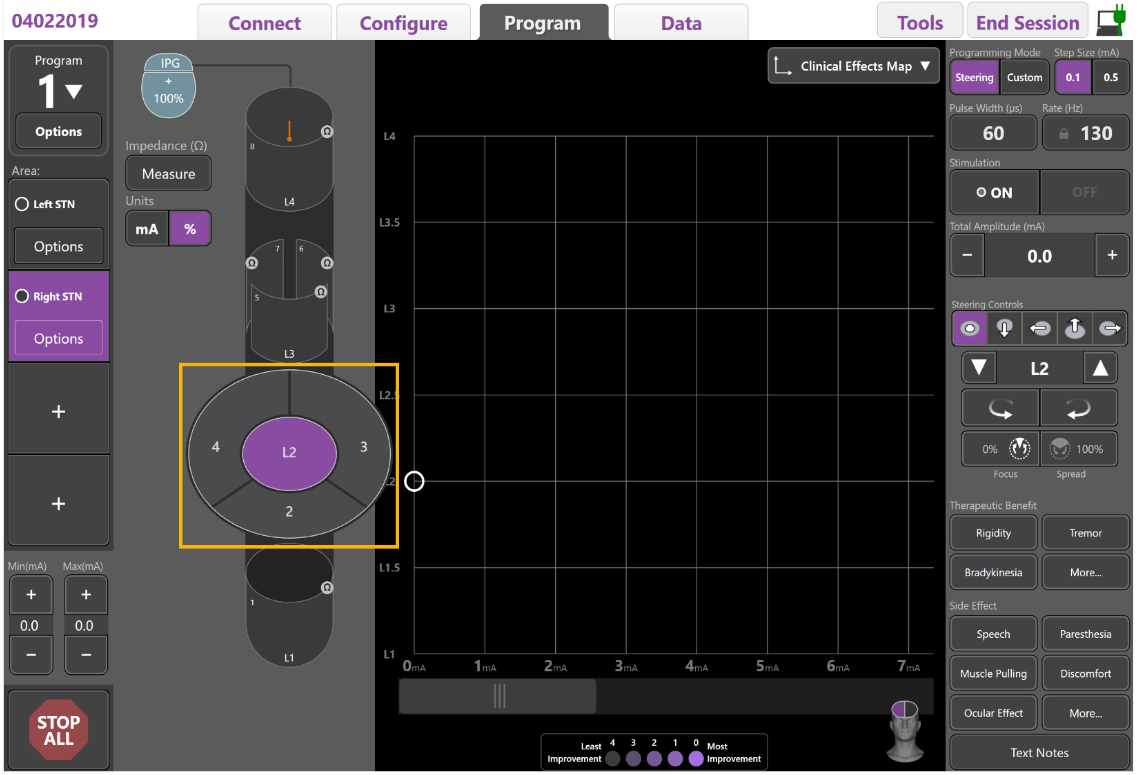 04022019
Connect
Configure
Program
Data
Tools
End Session
Program
1
Options
Area:
Left STN
Options
Right STN
Options
+
+
Min(mA)
Max(mA)
+
+
0.0
0.0
−
−
STOP
ALL
IPG
+
100%
Impedance (Ω)
Measure
Units
mA
%
Ω
8
L4
7
6
Ω
Ω
5
Ω
L3
4
L2
3
2
Ω
1
L1
Clinical Effects Map
L4
L3.5
L3
L2.5
L2
L1.5
L1
0mA
1mA
2mA
3mA
4mA
5mA
6mA
7mA
Least 4 3 2 1 0 Most
Improvement Improvement
Programming Mode
Step Size (mA)
Steering
Custom
0.1
0.5
Pulse Width (µs)
Rate (Hz)
60
130
Stimulation
ON
OFF
Total Amplitude (mA)
−
0.0
+
Steering Controls
L2
0%
100%
Focus
Spread
Therapeutic Benefit
Rigidity
Tremor
Bradykinesia
More...
Side Effect
Speech
Paresthesia
Muscle Pulling
Discomfort
Ocular Effect
More...
Text Notes